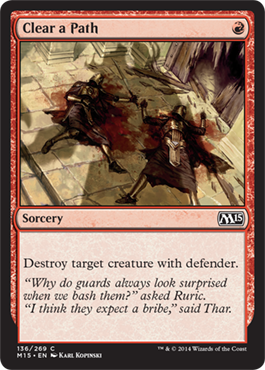 Clear a Path
Sorcery
M15
Destroy target creature with defender.
“Why do guards always look surprised
when we bash them?” asked Ruric.
“I think they expect a bribe,” said Thar.
136/269 C
M15 • EN Karl Kopinski
™ & © 2014 Wizards of the Coast